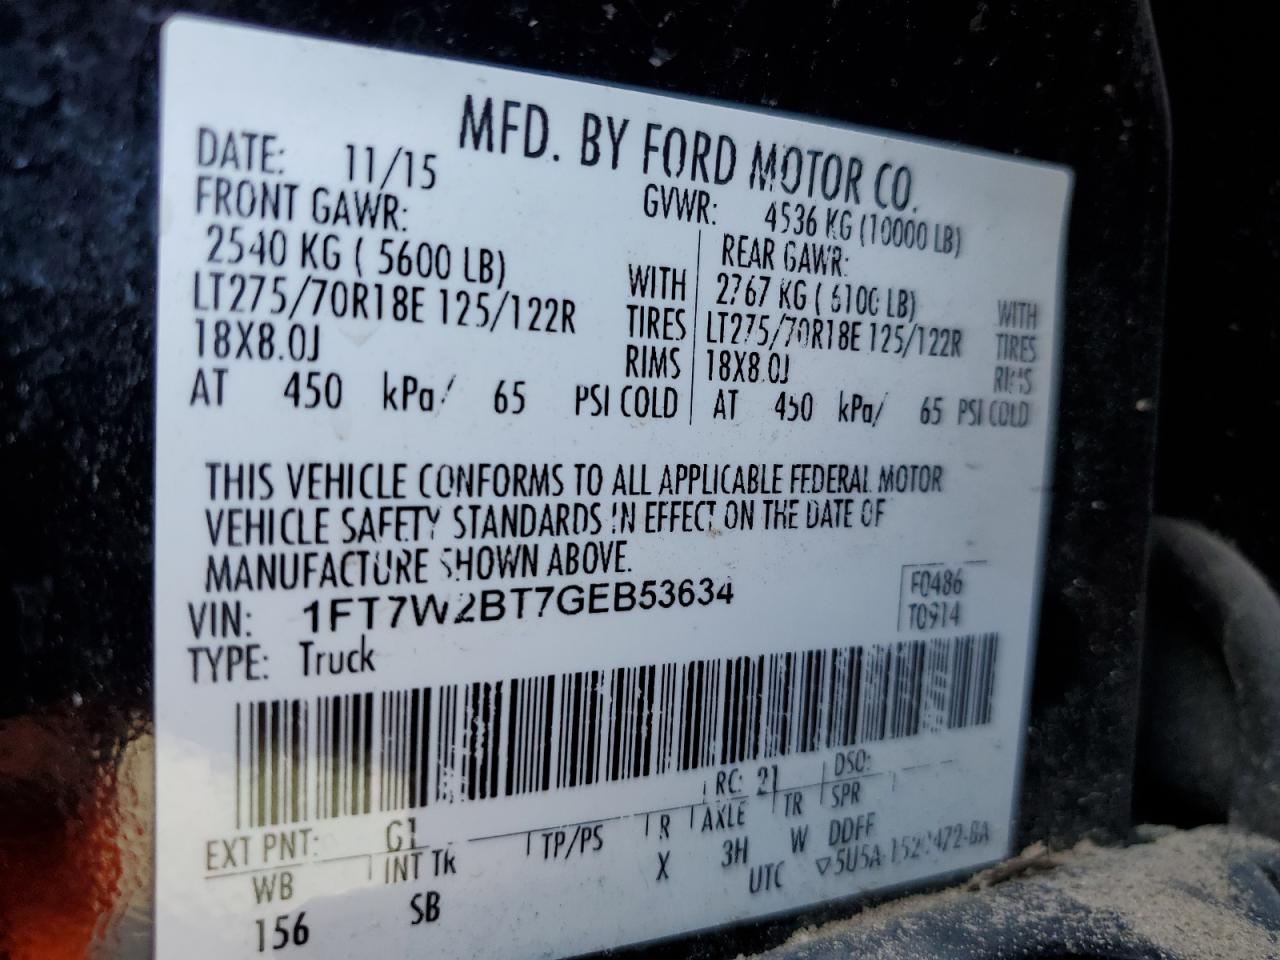 MFD. BY FORD MOTOR CO.
DATE: 11/15 GVWR: 4536 KG (10000 LB)
FRONT GAWR: REAR GAWR:
2540 KG ( 5600 LB) WITH 2767 KG ( 6100 LB) WITH
LT275/70R18E 125/122R TIRES LT275/70R18E 125/122R TIRES
18X8.0J RIMS 18X8.0J RIMS
AT 450 kPa/ 65 PSI COLD AT 450 kPa/ 65 PSI COLD
THIS VEHICLE CONFORMS TO ALL APPLICABLE FEDERAL MOTOR
VEHICLE SAFETY STANDARDS IN EFFECT ON THE DATE OF
MANUFACTURE SHOWN ABOVE.
VIN: 1FT7W2BT7GEB53634 F0486
TYPE: Truck T0914
EXT PNT: G1 RC: 21 DSO:
WB INT TR TP/PS R AXLE TR SPR
156 SB X 3H W DDFF
UTC